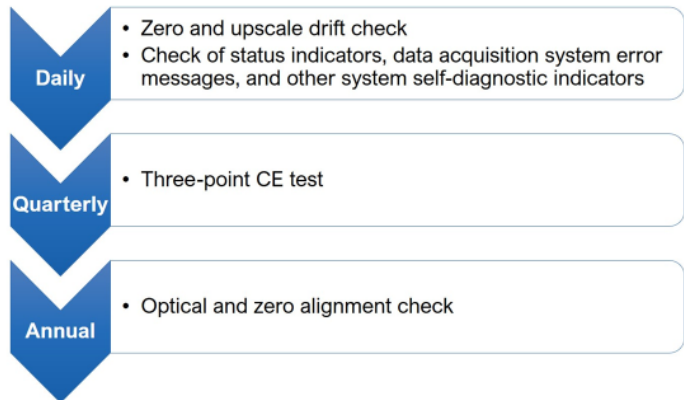 Daily
• Zero and upscale drift check
• Check of status indicators, data acquisition system error
messages, and other system self-diagnostic indicators
Quarterly
• Three-point CE test
Annual
• Optical and zero alignment check